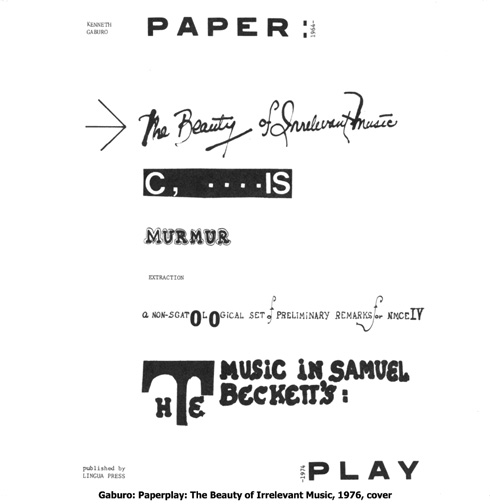 KENNETH
GABURO
PAPER:
1964-
The Beauty of Irrelevant Music
C, ....IS
MURMUR
EXTRACTION
a NON-SCATOLOGICAL SET of PRELIMINARY REMARKS for NMCEIV
THE MUSIC iN SAMUEL
BECKETT'S:
published by
LINGUA PRESS
-1974
PLAY
Gaburo: Paperplay: The Beauty of Irrelevant Music, 1976, cover